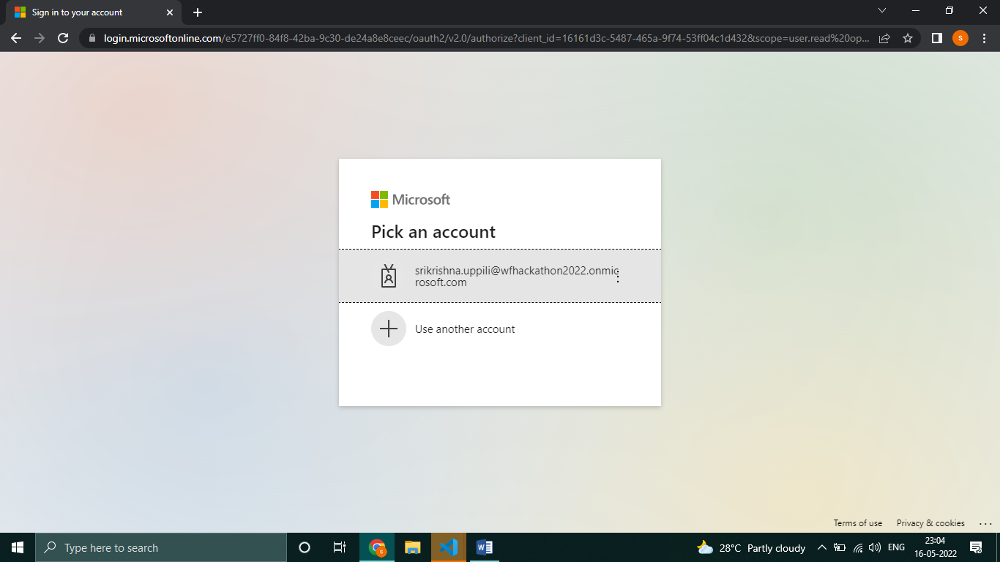 Sign in to your account
login.microsoftonline.com/e5727ff0-84f8-42ba-9c30-de24a8e8ceec/oauth2/v2.0/authorize?client_id=16161d3c-5487-465a-9f74-53ff04c1d432&scope=user.read%20op...
S
Microsoft
Pick an account
srikrishna.uppili@wfhackathon2022.onmic
rosoft.com
Use another account
Terms of use Privacy & cookies ...
Type here to search
S
28°C Partly cloudy
ENG
23:04
16-05-2022